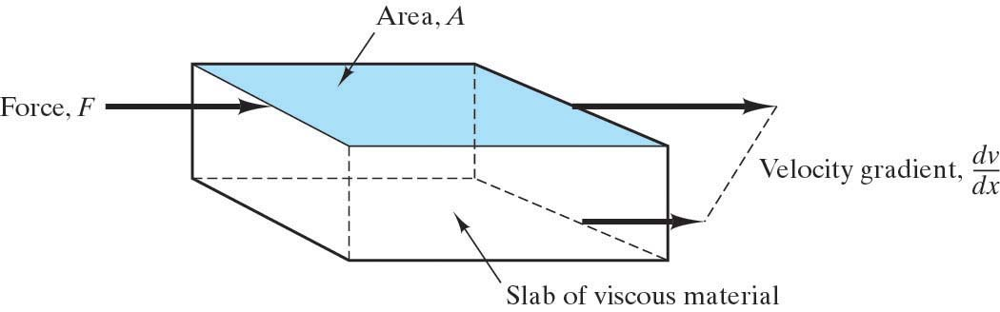 Area, A
Force, F
Velocity gradient, dv/dx
Slab of viscous material